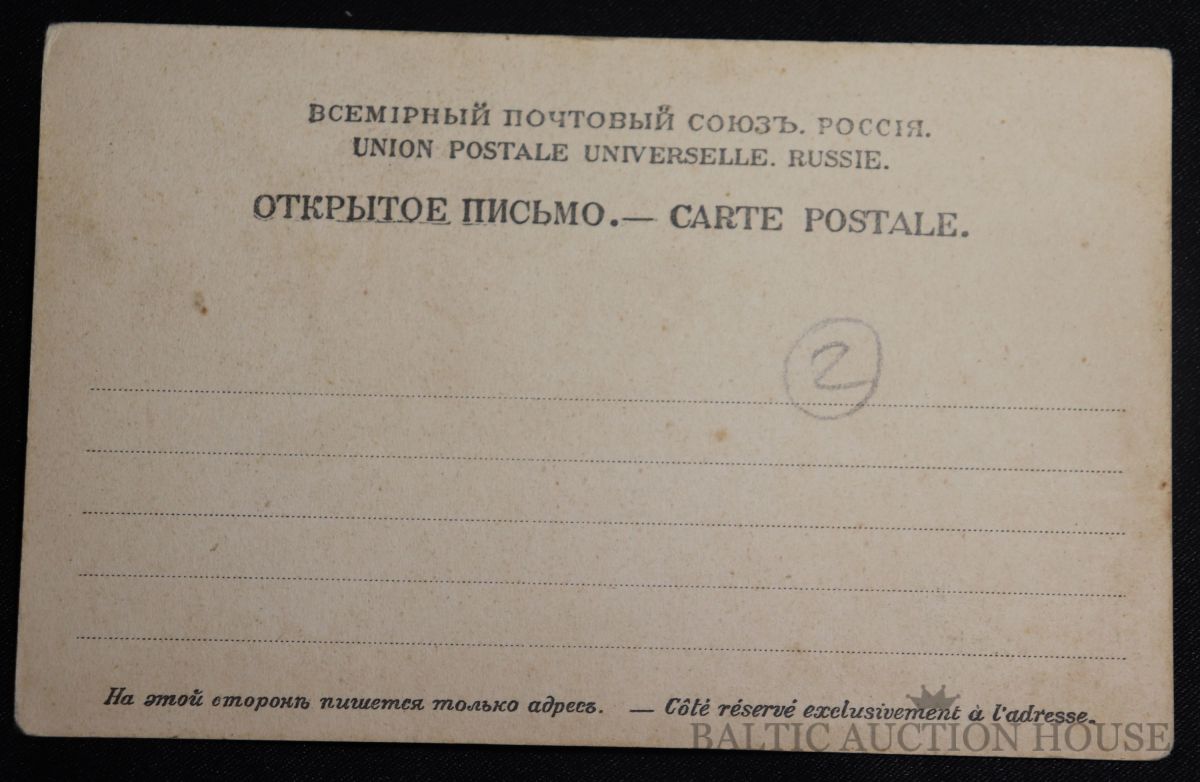 ВСЕМІРНЫЙ ПОЧТОВЫЙ СОЮЗЪ. РОССІЯ.
UNION POSTALE UNIVERSELLE. RUSSIE.
ОТКРЫТОЕ ПИСЬМО.— CARTE POSTALE.
2
На этой сторонѣ пишется только адресъ. — Côté réservé exclusivement à l'adresse.
BALTIC AUCTION HOUSE